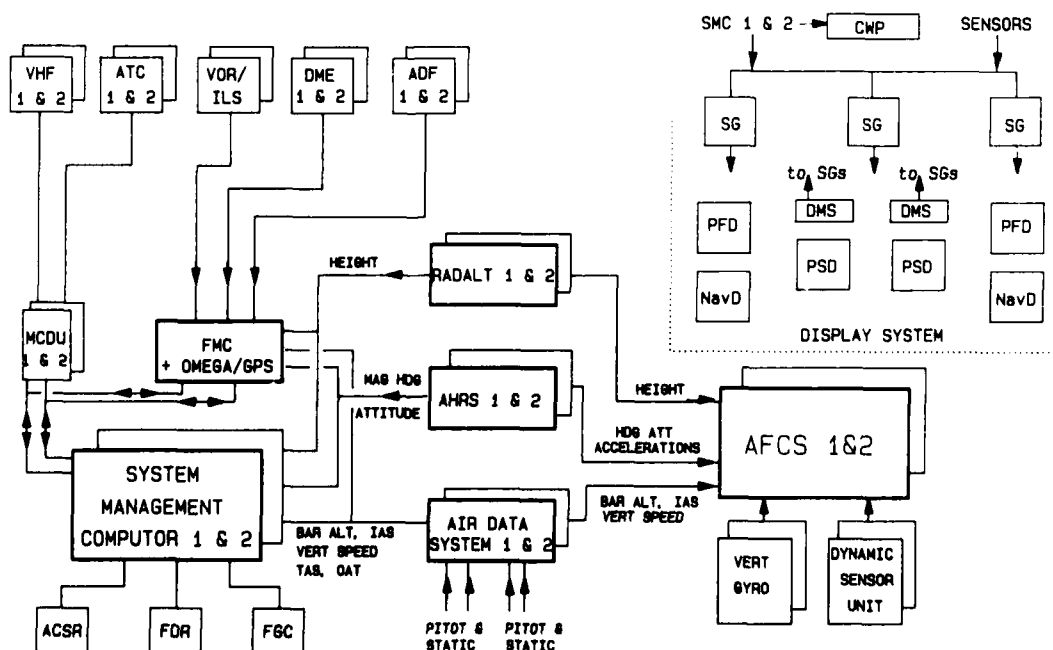 SMC 1 & 2
CWP
SENSORS
VHF
1 & 2
ATC
1 & 2
VOR/
ILS
DME
1 & 2
ADF
1 & 2
SG
SG
SG
to SGs
to SGs
DMS
DMS
PFD
PSD
PSD
PFD
NavD
NavD
DISPLAY SYSTEM
HEIGHT
RADALT 1 & 2
MCDU
1 & 2
FMC
+ OMEGA/GPS
MAG HDG
ATTITUDE
AHRS 1 & 2
HEIGHT
HDG ATT
ACCELERATIONS
AFCS 1&2
SYSTEM
MANAGEMENT
COMPUTOR 1 & 2
BAR ALT, IAS
VERT SPEED
TAS, OAT
AIR DATA
SYSTEM 1 & 2
BAR ALT, IAS
VERT SPEED
VERT
GYRO
DYNAMIC
SENSOR
UNIT
ACSR
FDR
FGC
PITOT &
STATIC
PITOT &
STATIC